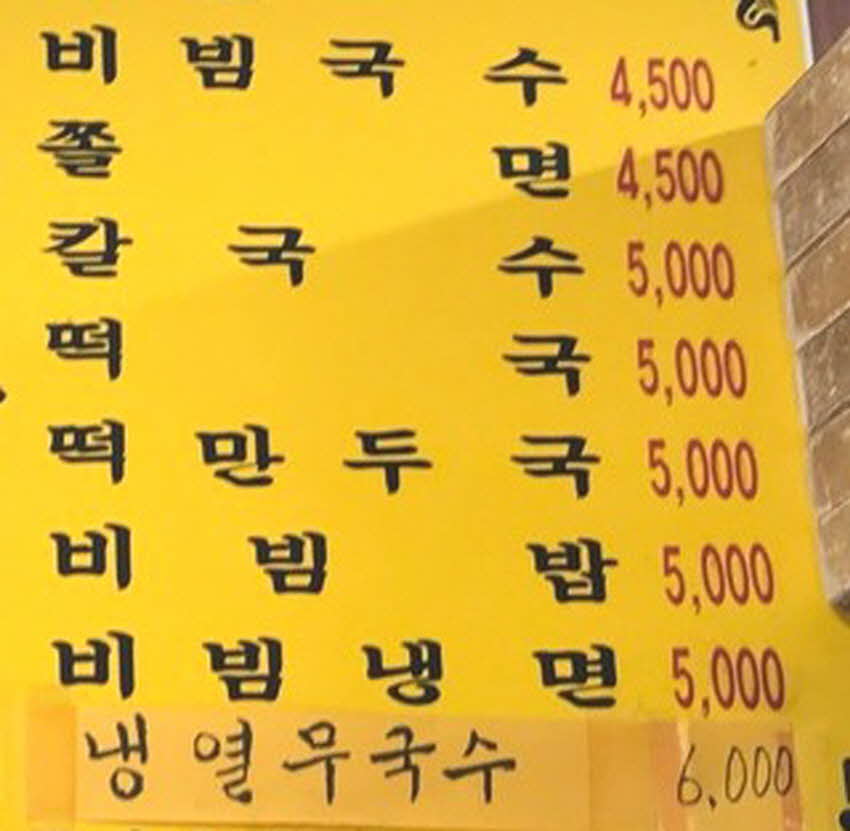 비빔국수 4,500
쫄면 4,500
칼국수 5,000
떡국 5,000
떡만두국 5,000
비빔밥 5,000
비빔냉면 5,000
냉열무국수 6,000